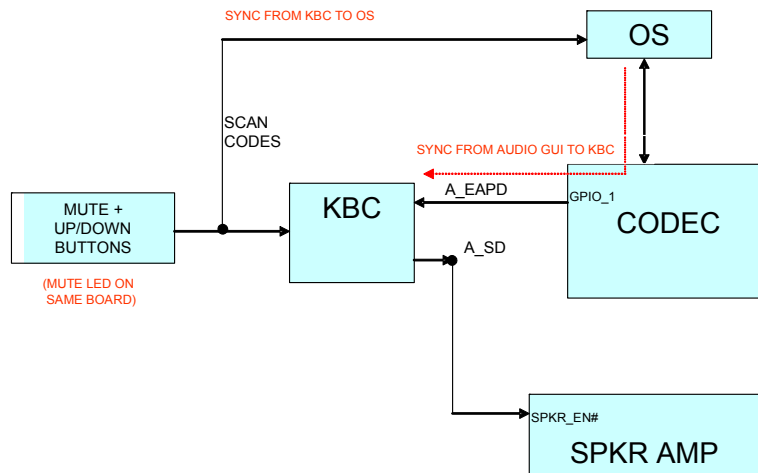 SYNC FROM KBC TO OS
OS
SCAN
CODES
SYNC FROM AUDIO GUI TO KBC
MUTE +
UP/DOWN
BUTTONS
(MUTE LED ON
SAME BOARD)
KBC
A_EAPD
GPIO_1
CODEC
A_SD
SPKR_EN#
SPKR AMP